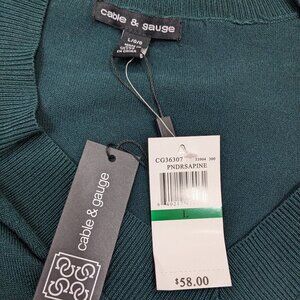 cable & gauge
L/G/G
CG36307
PNDRSAPINE
L
$58.00
cable & gauge